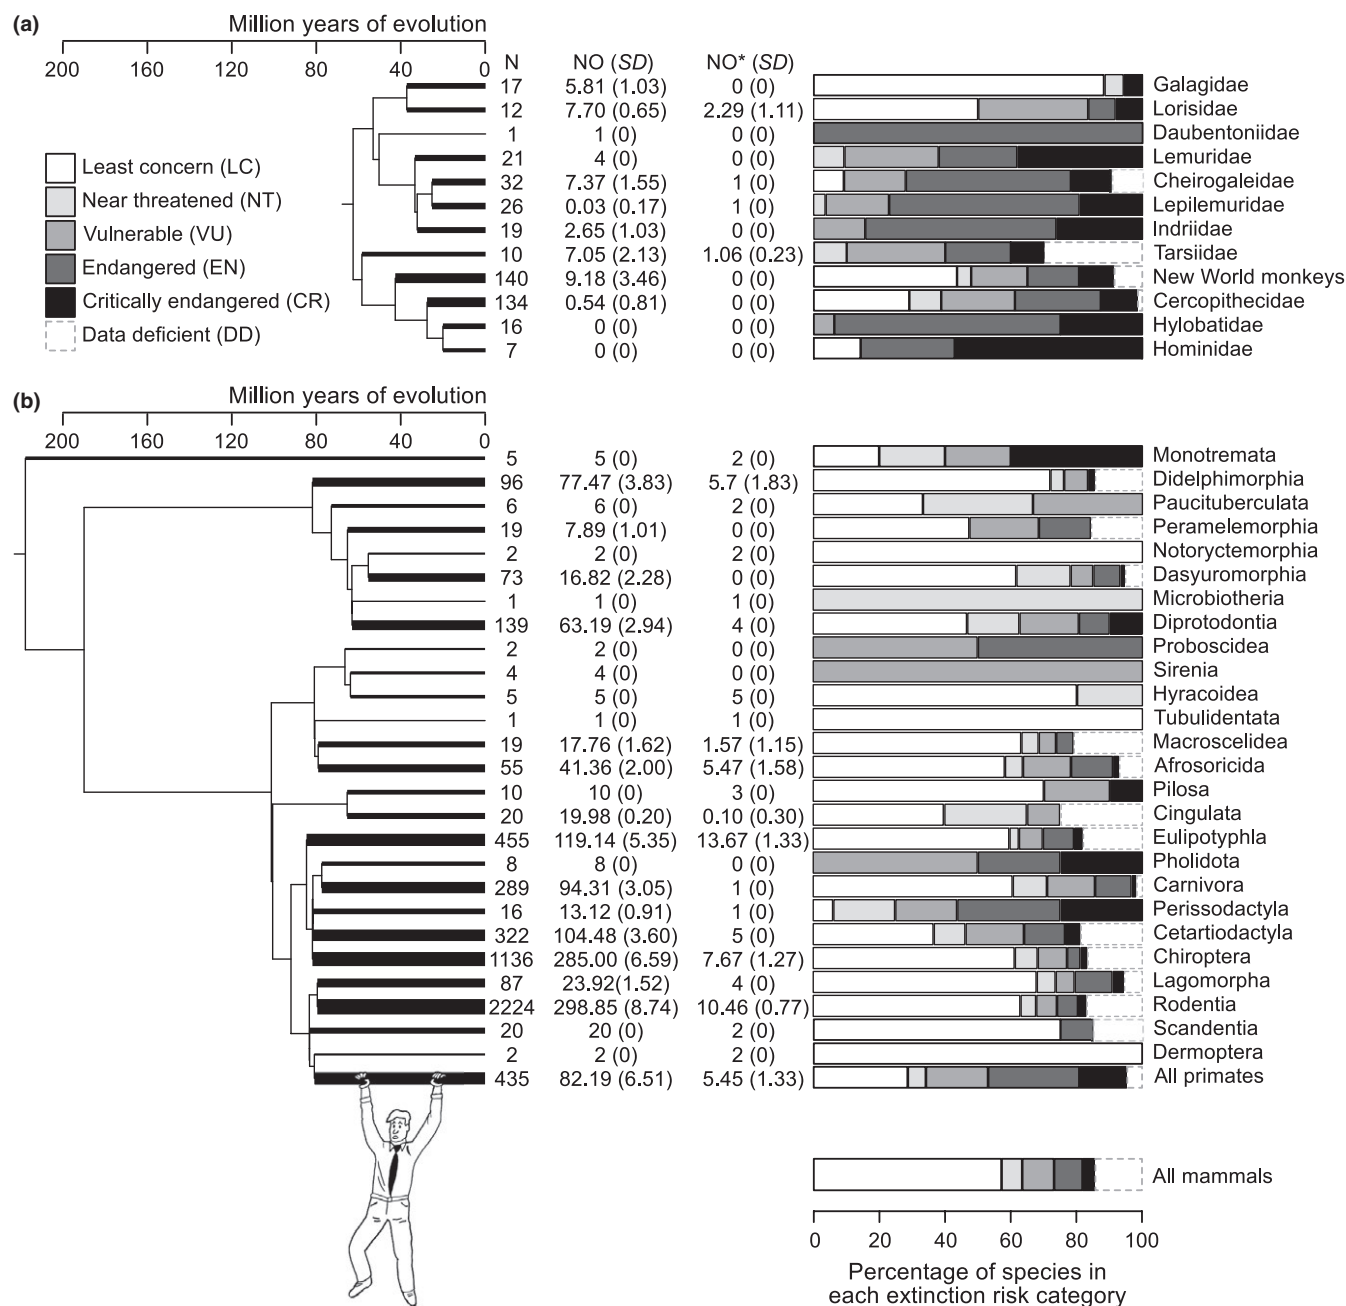 (a) Million years of evolution
200 160 120 80 40 0 N NO (SD) NO* (SD)
17 5.81 (1.03) 0 (0) Galagidae
12 7.70 (0.65) 2.29 (1.11) Lorisidae
1 1 (0) 0 (0) Daubentoniidae
21 4 (0) 0 (0) Lemuridae
32 7.37 (1.55) 1 (0) Cheirogaleidae
26 0.03 (0.17) 1 (0) Lepilemuridae
19 2.65 (1.03) 0 (0) Indriidae
10 7.05 (2.13) 1.06 (0.23) Tarsiidae
140 9.18 (3.46) 0 (0) New World monkeys
134 0.54 (0.81) 0 (0) Cercopithecidae
16 0 (0) 0 (0) Hylobatidae
7 0 (0) 0 (0) Hominidae
Least concern (LC)
Near threatened (NT)
Vulnerable (VU)
Endangered (EN)
Critically endangered (CR)
Data deficient (DD)
(b) Million years of evolution
200 160 120 80 40 0
5 5 (0) 2 (0) Monotremata
96 77.47 (3.83) 5.7 (1.83) Didelphimorphia
6 6 (0) 2 (0) Paucituberculata
19 7.89 (1.01) 0 (0) Peramelemorphia
2 2 (0) 2 (0) Notoryctemorphia
73 16.82 (2.28) 0 (0) Dasyuromorphia
1 1 (0) 1 (0) Microbiotheria
139 63.19 (2.94) 4 (0) Diprotodontia
2 2 (0) 0 (0) Proboscidea
4 4 (0) 0 (0) Sirenia
5 5 (0) 5 (0) Hyracoidea
1 1 (0) 1 (0) Tubulidentata
19 17.76 (1.62) 1.57 (1.15) Macroscelidea
55 41.36 (2.00) 5.47 (1.58) Afrosoricida
10 10 (0) 3 (0) Pilosa
20 19.98 (0.20) 0.10 (0.30) Cingulata
455 119.14 (5.35) 13.67 (1.33) Eulipotyphla
8 8 (0) 0 (0) Pholidota
289 94.31 (3.05) 1 (0) Carnivora
16 13.12 (0.91) 1 (0) Perissodactyla
322 104.48 (3.60) 5 (0) Cetartiodactyla
1136 285.00 (6.59) 7.67 (1.27) Chiroptera
87 23.92(1.52) 4 (0) Lagomorpha
2224 298.85 (8.74) 10.46 (0.77) Rodentia
20 20 (0) 2 (0) Scandentia
2 2 (0) 2 (0) Dermoptera
435 82.19 (6.51) 5.45 (1.33) All primates
All mammals
0 20 40 60 80 100
Percentage of species in
each extinction risk category